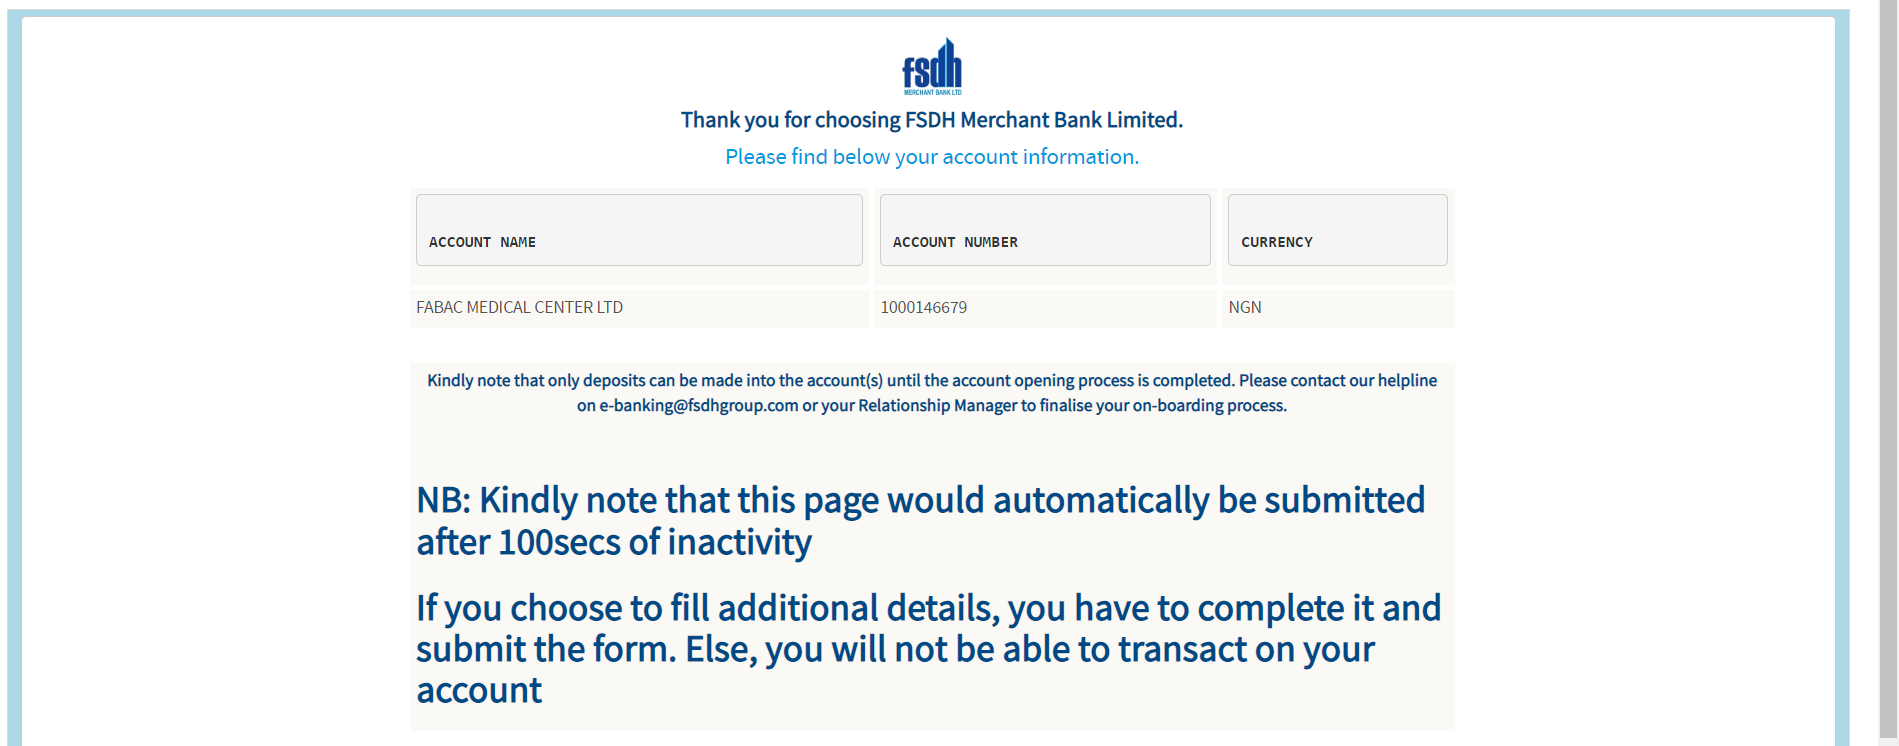 fsdh
MERCHANT BANK LTD
Thank you for choosing FSDH Merchant Bank Limited.
Please find below your account information.
ACCOUNT NAME ACCOUNT NUMBER CURRENCY
FABAC MEDICAL CENTER LTD 1000146679 NGN
Kindly note that only deposits can be made into the account(s) until the account opening process is completed. Please contact our helpline
on e-banking@fsdhgroup.com or your Relationship Manager to finalise your on-boarding process.
NB: Kindly note that this page would automatically be submitted
after 100secs of inactivity
If you choose to fill additional details, you have to complete it and
submit the form. Else, you will not be able to transact on your
account